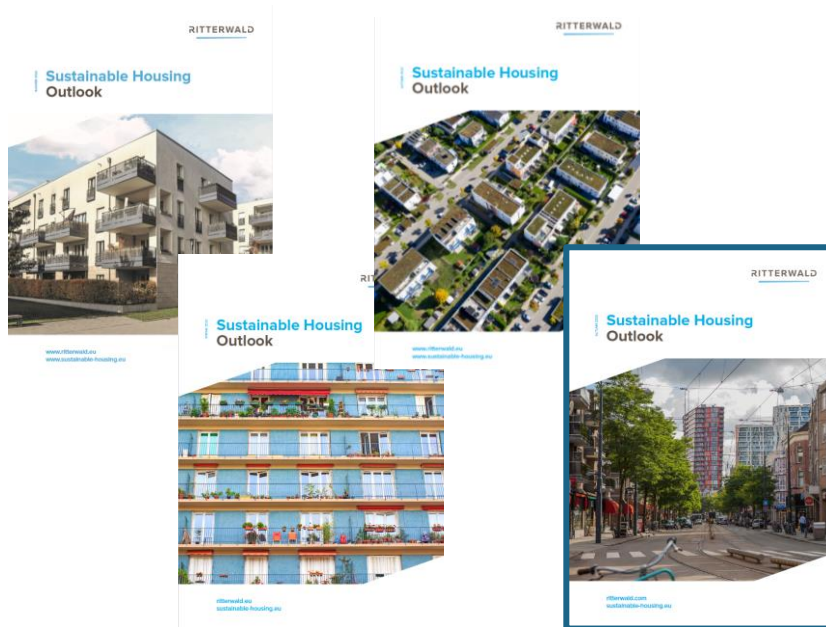 RITTERWALD
Sustainable Housing
Outlook
www.ritterwald.eu
www.sustainable-housing.eu
RITTERWALD
Sustainable Housing
Outlook
www.ritterwald.eu
www.sustainable-housing.eu
RIT
Sustainable Housing
Outlook
ritterwald.eu
sustainable-housing.eu
RITTERWALD
Sustainable Housing
Outlook
ritterwald.com
sustainable-housing.eu